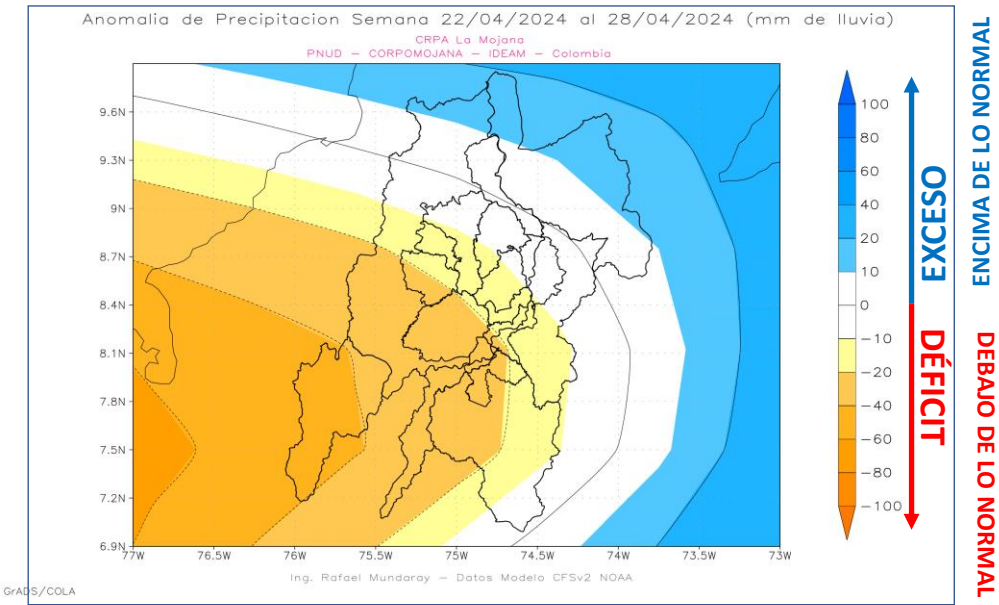 Anomalia de Precipitacion Semana 22/04/2024 al 28/04/2024 (mm de lluvia)
CRPA La Mojana
PNUD – CORPOMOJANA – IDEAM – Colombia
9.6N
9.3N
9N
8.7N
8.4N
8.1N
7.8N
7.5N
7.2N
6.9N
77W
76.5W
76W
75.5W
75W
74.5W
74W
73.5W
73W
100
80
60
40
20
10
0
−10
−20
−40
−60
−80
−100
EXCESO
DÉFICIT
ENCIMA DE LO NORMAL
DEBAJO DE LO NORMAL
Ing. Rafael Mundaray – Datos Modelo CFSv2 NOAA
GrADS/COLA